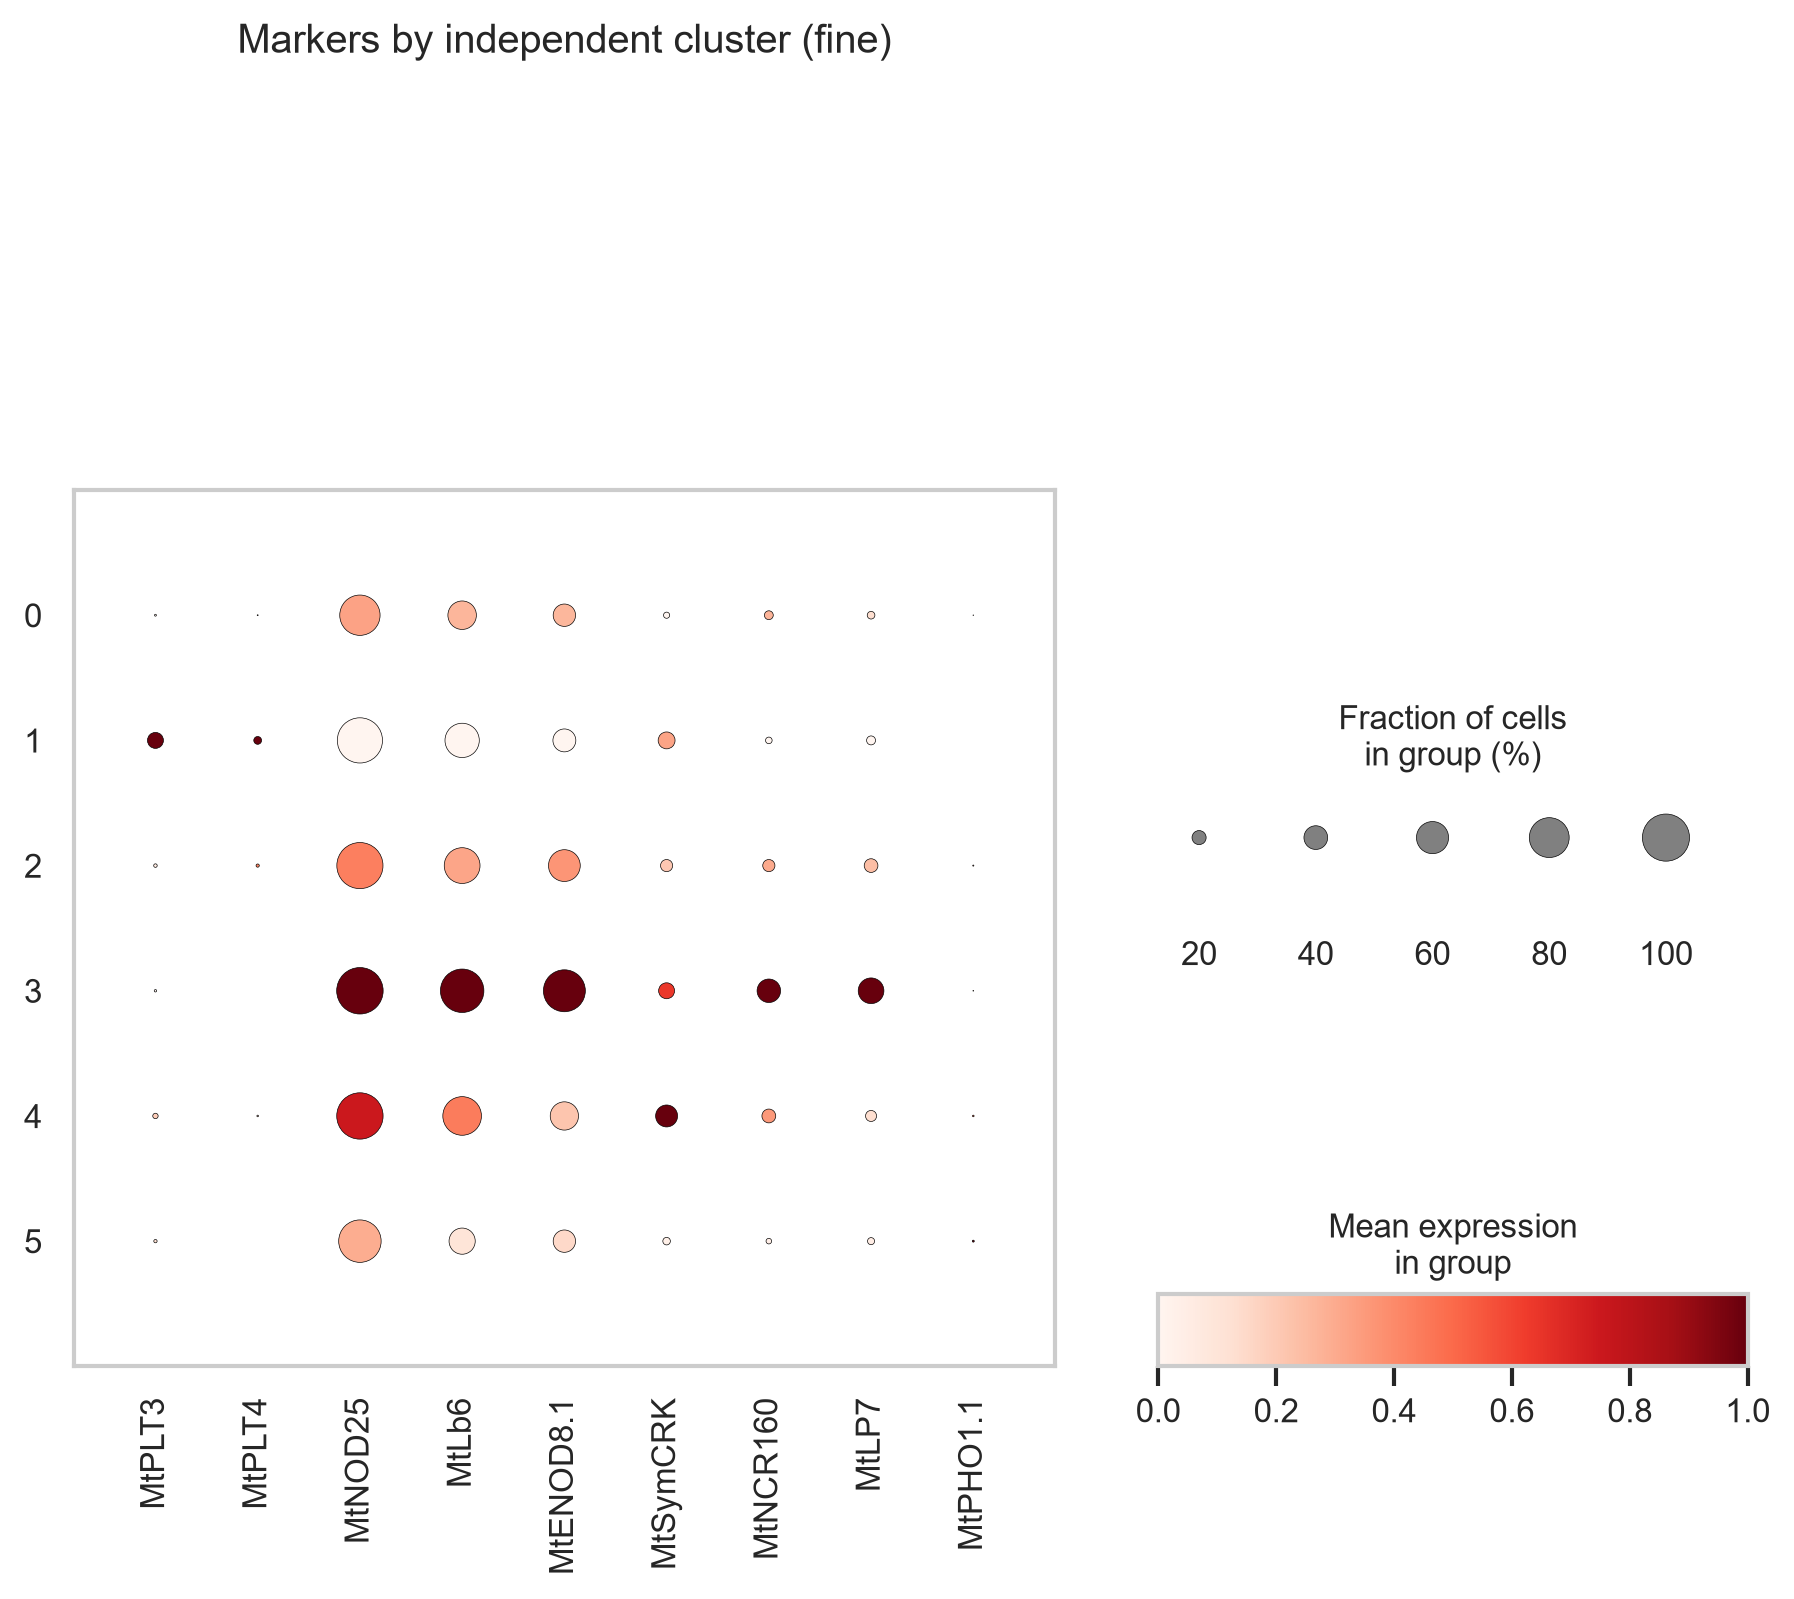 Markers by independent cluster (fine)
0
1
2
3
4
5
MtPLT3
MtPLT4
MtNOD25
MtLb6
MtENOD8.1
MtSymCRK
MtNCR160
MtLP7
MtPHO1.1
Fraction of cells
in group (%)
20 40 60 80 100
Mean expression
in group
0.0 0.2 0.4 0.6 0.8 1.0